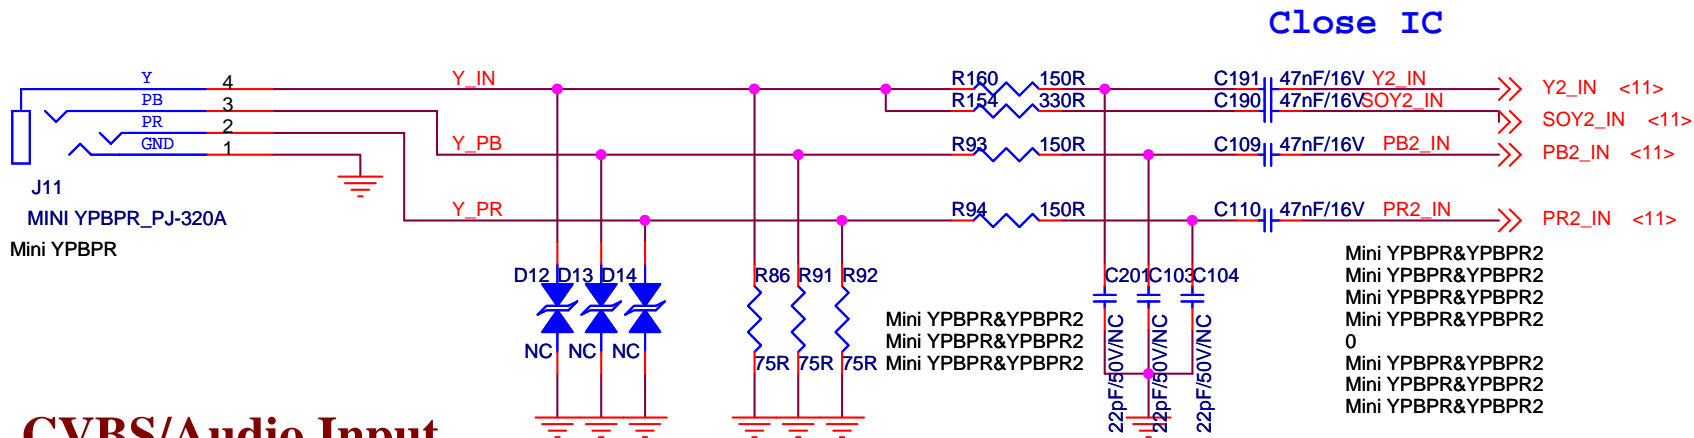 Close IC
Y 4 Y_IN R160 150R C191 47nF/16V Y2_IN Y2_IN <11>
PB 3 R154 330R C190 47nF/16V SOY2_IN SOY2_IN <11>
PR 2
GND 1 Y_PB R93 150R C109 47nF/16V PB2_IN PB2_IN <11>
J11
MINI YPBPR_PJ-320A Y_PR R94 150R C110 47nF/16V PR2_IN PR2_IN <11>
Mini YPBPR
D12 D13 D14 R86 R91 R92 C201 C103 C104
NC NC NC 75R 75R 75R
Mini YPBPR&YPBPR2
Mini YPBPR&YPBPR2
Mini YPBPR&YPBPR2
22pF/50V/NC
22pF/50V/NC
22pF/50V/NC
Mini YPBPR&YPBPR2
Mini YPBPR&YPBPR2
Mini YPBPR&YPBPR2
Mini YPBPR&YPBPR2
0
Mini YPBPR&YPBPR2
Mini YPBPR&YPBPR2
Mini YPBPR&YPBPR2
CVBS/Audio Input